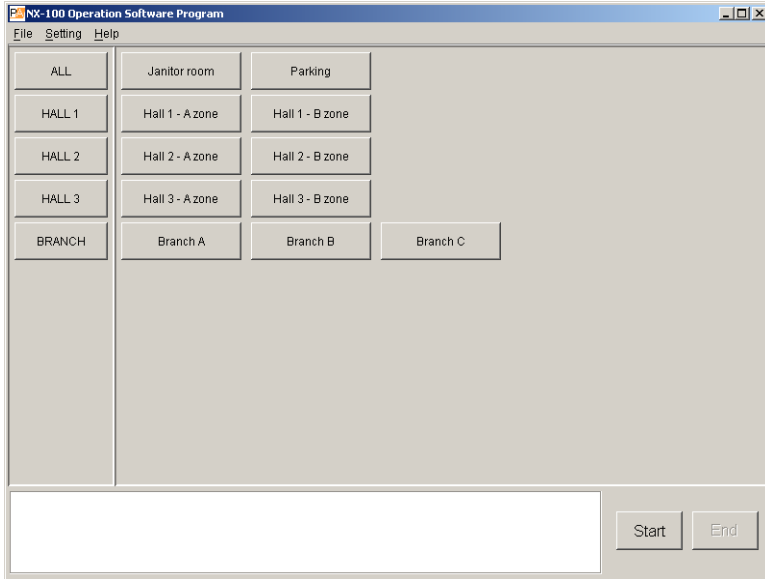 NX-100 Operation Software Program
File Setting Help
ALL Janitor room Parking
HALL 1 Hall 1 - A zone Hall 1 - B zone
HALL 2 Hall 2 - A zone Hall 2 - B zone
HALL 3 Hall 3 - A zone Hall 3 - B zone
BRANCH Branch A Branch B Branch C
Start End